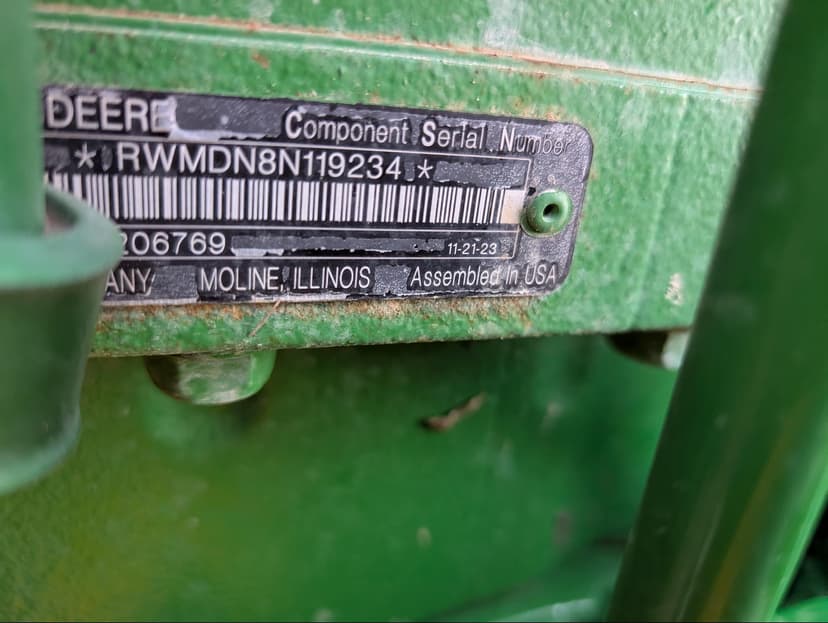 DEERE Component Serial Number
* RWMDN8N119234 *
206769 11-21-23
ANY MOLINE, ILLINOIS Assembled in USA